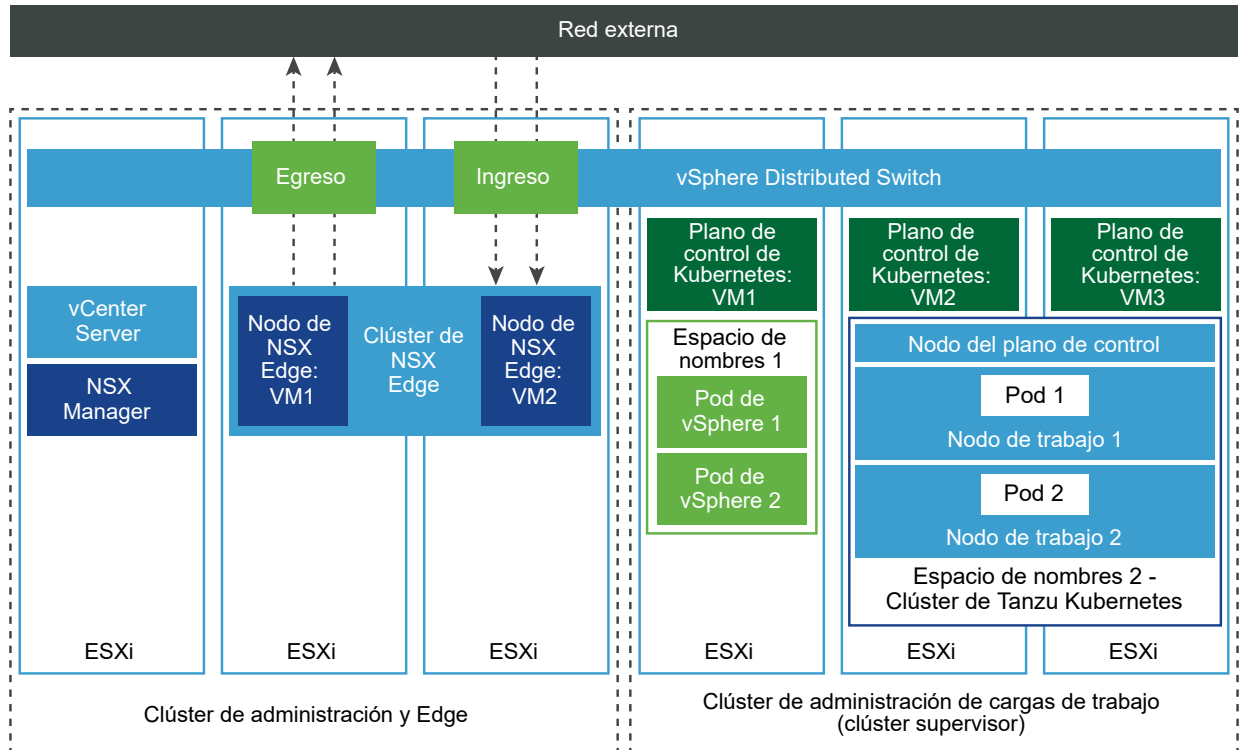 Red externa
Egreso
Ingreso
vSphere Distributed Switch
vCenter
Server
NSX
Manager
Nodo de
NSX
Edge:
VM1
Clúster de
NSX
Edge
Nodo de
NSX
Edge:
VM2
ESXi
ESXi
ESXi
Clúster de administración y Edge
Plano de
control de
Kubernetes:
VM1
Plano de
control de
Kubernetes:
VM2
Plano de
control de
Kubernetes:
VM3
Espacio de
nombres 1
Pod de
vSphere 1
Pod de
vSphere 2
Nodo del plano de control
Pod 1
Nodo de trabajo 1
Pod 2
Nodo de trabajo 2
Espacio de nombres 2 -
Clúster de Tanzu Kubernetes
ESXi
ESXi
ESXi
Clúster de administración de cargas de trabajo
(clúster supervisor)